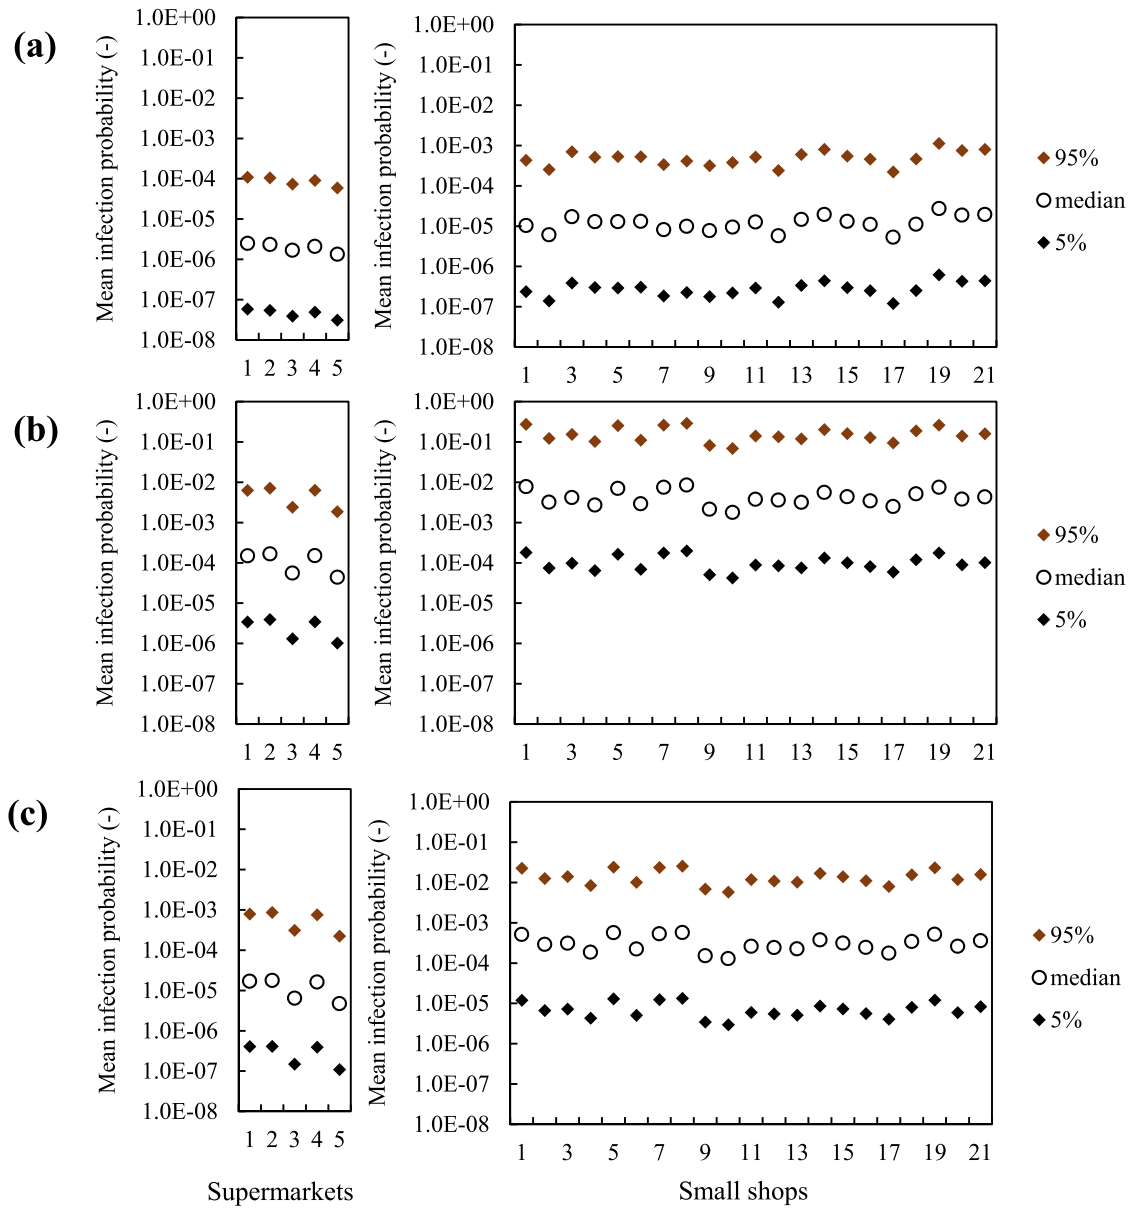 (a)
Mean infection probability (-)
1.0E+00
1.0E-01
1.0E-02
1.0E-03
1.0E-04
1.0E-05
1.0E-06
1.0E-07
1.0E-08
1 2 3 4 5
Mean infection probability (-)
1.0E+00
1.0E-01
1.0E-02
1.0E-03
1.0E-04
1.0E-05
1.0E-06
1.0E-07
1.0E-08
1 3 5 7 9 11 13 15 17 19 21
95%
median
5%
(b)
Mean infection probability (-)
1.0E+00
1.0E-01
1.0E-02
1.0E-03
1.0E-04
1.0E-05
1.0E-06
1.0E-07
1.0E-08
1 2 3 4 5
Mean infection probability (-)
1.0E+00
1.0E-01
1.0E-02
1.0E-03
1.0E-04
1.0E-05
1.0E-06
1.0E-07
1.0E-08
1 3 5 7 9 11 13 15 17 19 21
95%
median
5%
(c)
Mean infection probability (-)
1.0E+00
1.0E-01
1.0E-02
1.0E-03
1.0E-04
1.0E-05
1.0E-06
1.0E-07
1.0E-08
1 2 3 4 5
Supermarkets
Mean infection probability (-)
1.0E+00
1.0E-01
1.0E-02
1.0E-03
1.0E-04
1.0E-05
1.0E-06
1.0E-07
1.0E-08
1 3 5 7 9 11 13 15 17 19 21
Small shops
95%
median
5%